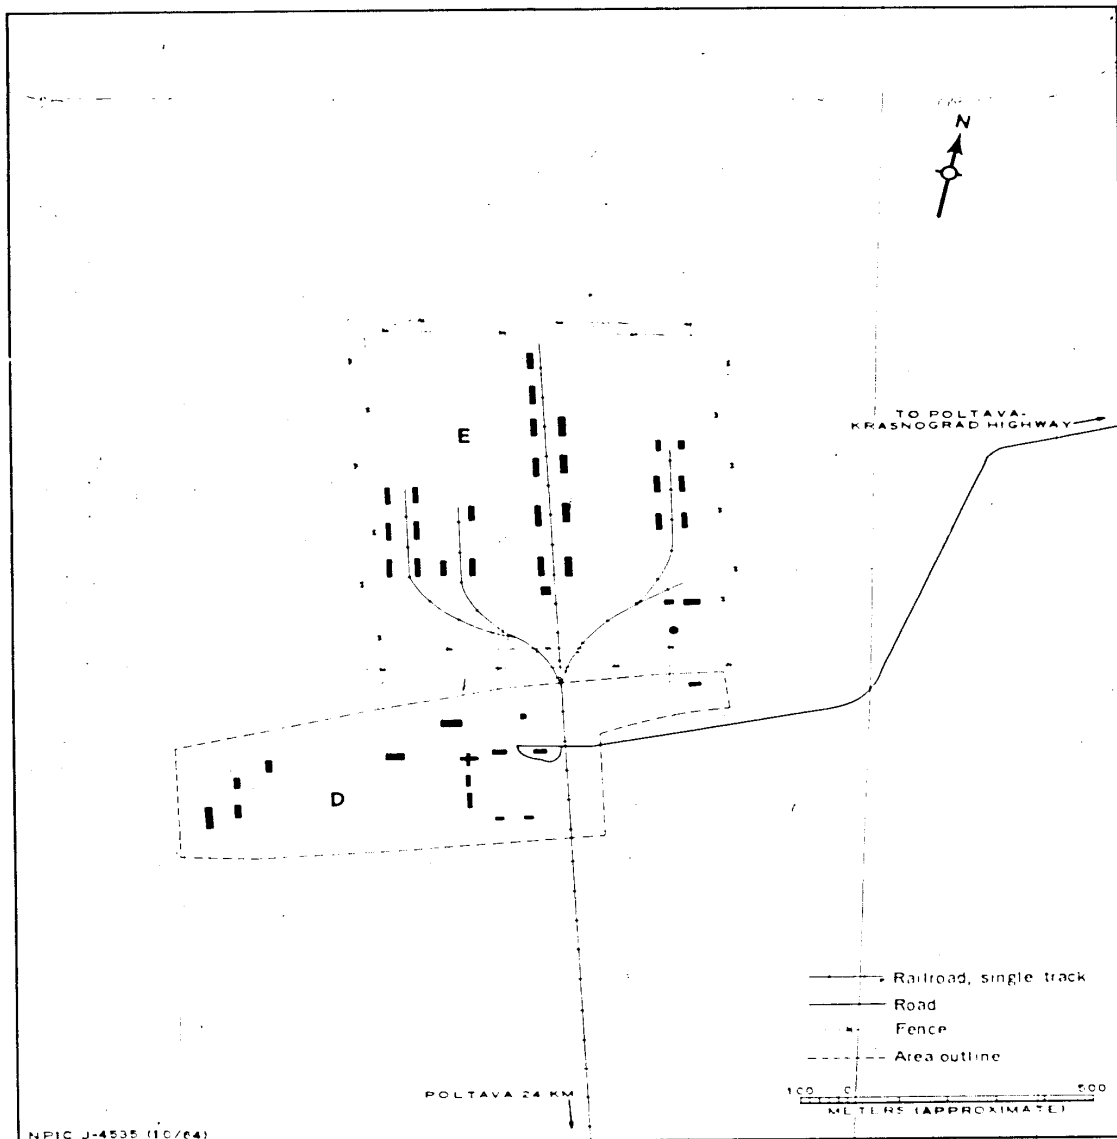 N
TO POLTAVA-
KRASNOGRAD HIGHWAY
E
D
Railroad, single track
Road
Fence
Area outline
POLTAVA 24 KM
100 0 500
METERS (APPROXIMATE)
NPIC J-4535 (10/64)